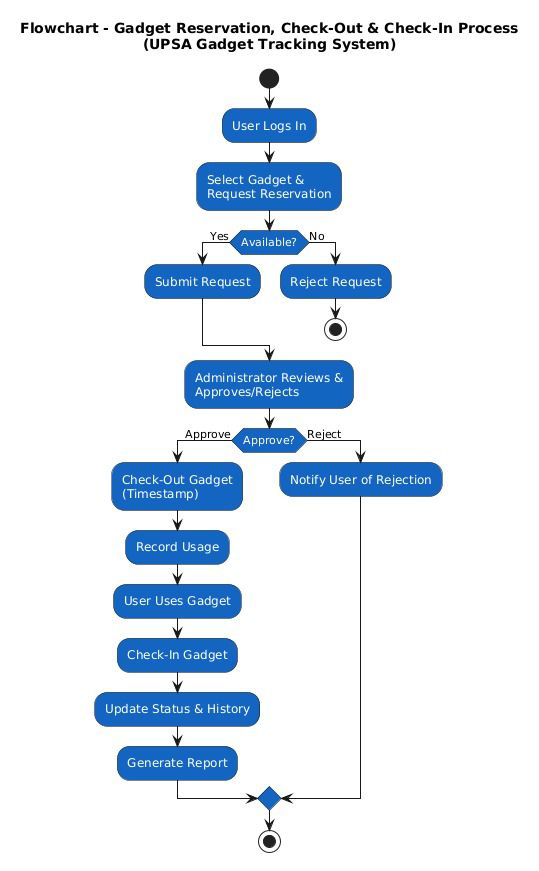 Flowchart - Gadget Reservation, Check-Out & Check-In Process
(UPSA Gadget Tracking System)
User Logs In
Select Gadget &
Request Reservation
Available?
Yes
No
Submit Request
Reject Request
Administrator Reviews &
Approves/Rejects
Approve?
Approve
Reject
Check-Out Gadget
(Timestamp)
Notify User of Rejection
Record Usage
User Uses Gadget
Check-In Gadget
Update Status & History
Generate Report